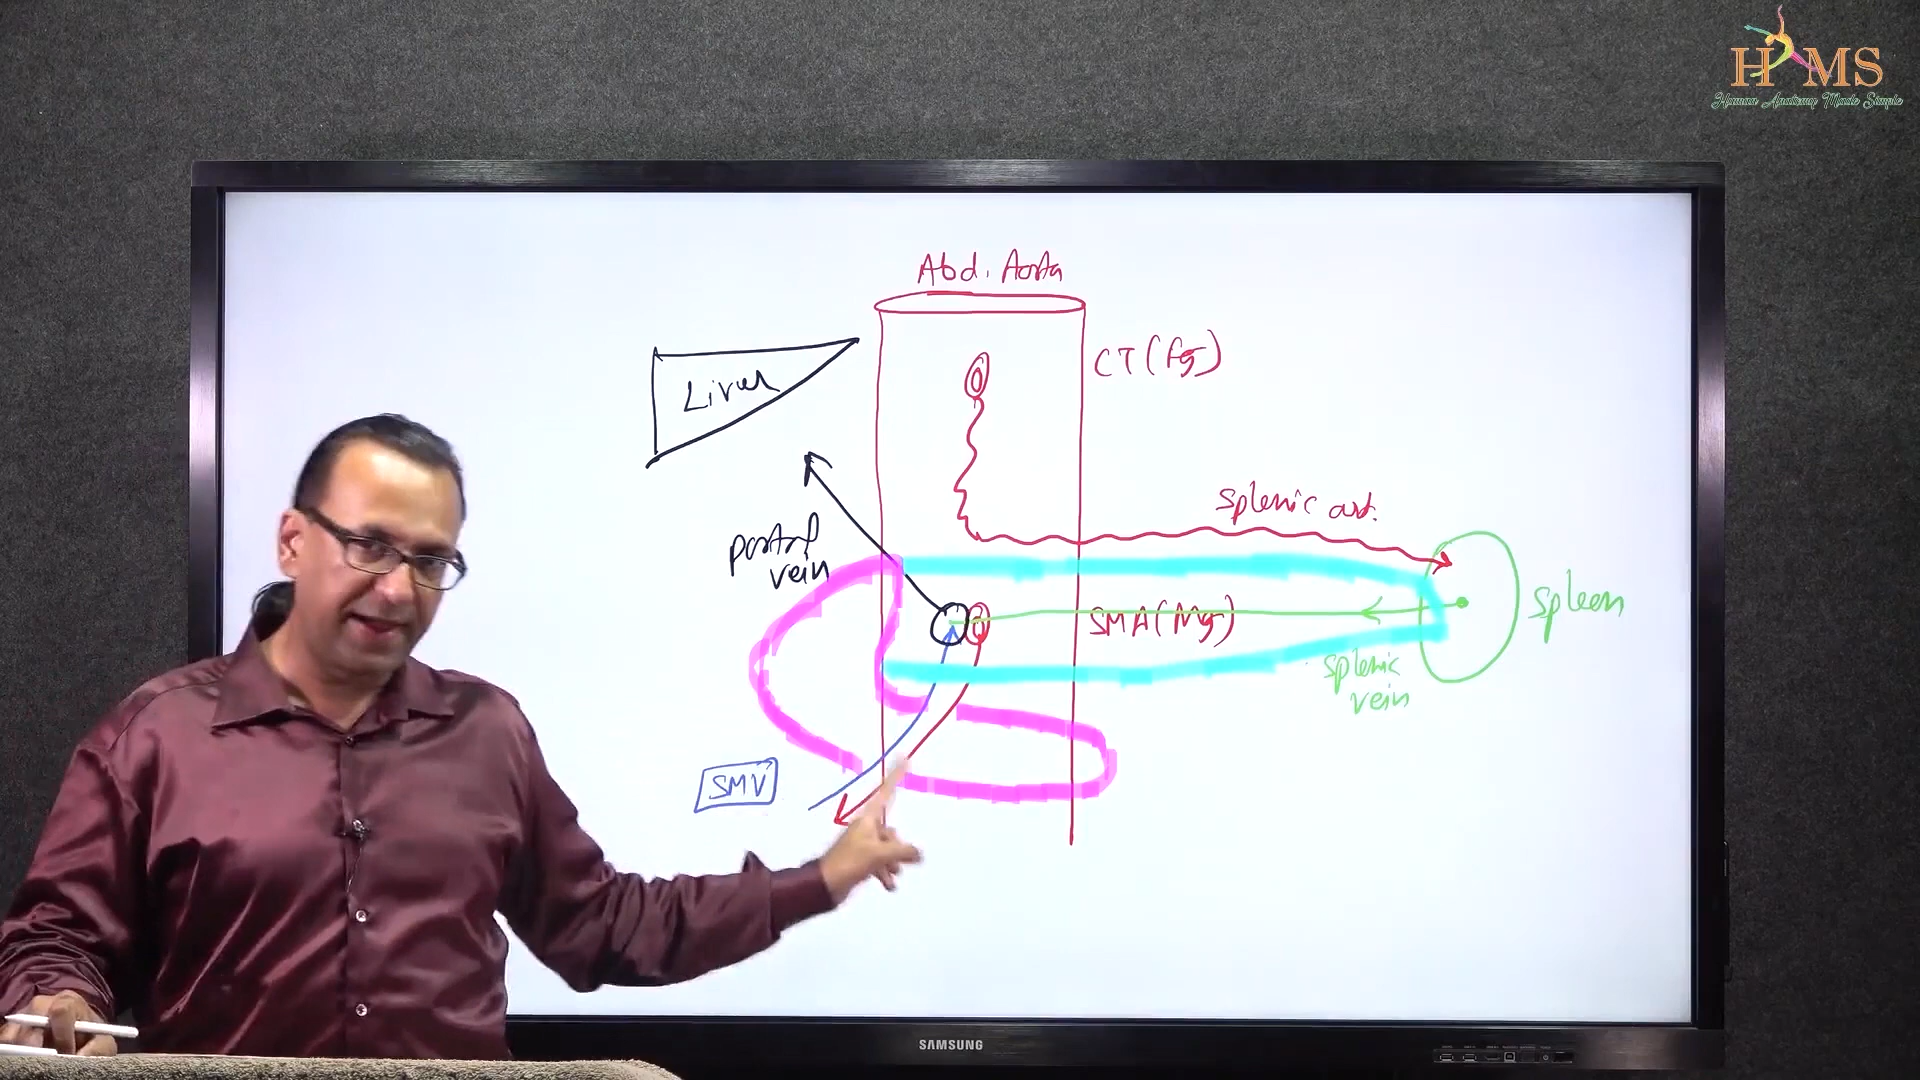 HAMS
Human Anatomy Made Simple
Abd. Aorta
CT (fg)
Liver
splenic art.
portal
vein
SMA (Mg)
spleen
splenic
vein
SMV
SAMSUNG